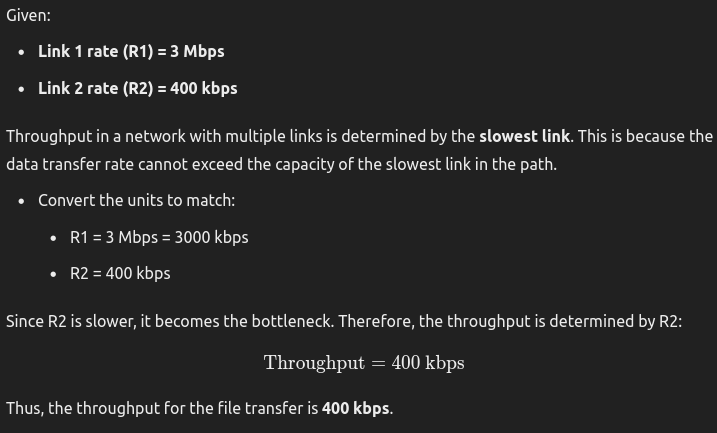 Given:
• Link 1 rate (R1) = 3 Mbps
• Link 2 rate (R2) = 400 kbps
Throughput in a network with multiple links is determined by the slowest link. This is because the
data transfer rate cannot exceed the capacity of the slowest link in the path.
• Convert the units to match:
• R1 = 3 Mbps = 3000 kbps
• R2 = 400 kbps
Since R2 is slower, it becomes the bottleneck. Therefore, the throughput is determined by R2:
Throughput = 400 kbps
Thus, the throughput for the file transfer is 400 kbps.